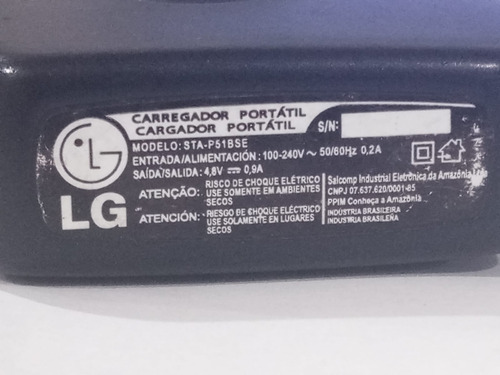 CARREGADOR PORTÁTIL
CARGADOR PORTÁTIL
S/N:
MODELO: STA-P51BSE
ENTRADA/ALIMENTACIÓN: 100-240V ~ 50/60Hz 0,2A
SAÍDA/SALIDA: 4,8V ⎓ 0,9A
ATENÇÃO: RISCO DE CHOQUE ELÉTRICO
USE SOMENTE EM AMBIENTES
SECOS
ATENCIÓN: RIESGO DE CHOQUE ELÉCTRICO
USE SOLAMENTE EN LUGARES
SECOS
LG
Salcomp Industrial Eletrônica da Amazônia Ltda
CNPJ 07.637.620/0001-85
PPIM Conheça a Amazônia
INDÚSTRIA BRASILEIRA
INDUSTRIA BRASILEÑA